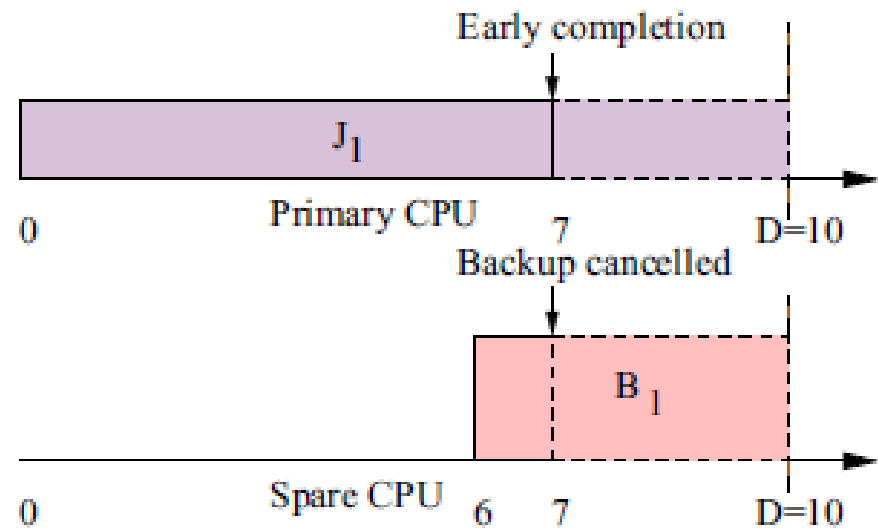 Early completion
J1
Primary CPU
0 7 D=10
Backup cancelled
B1
Spare CPU
0 6 7 D=10